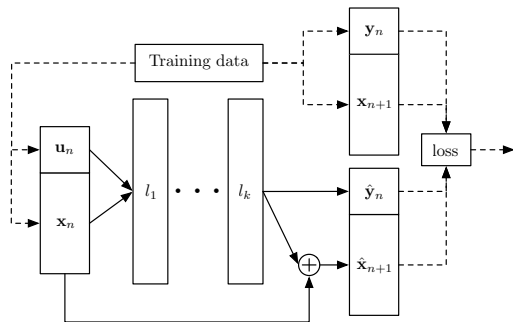 Training data
y_n
x_{n+1}
u_n
x_n
l_1
l_k
loss
ŷ_n
x̂_{n+1}